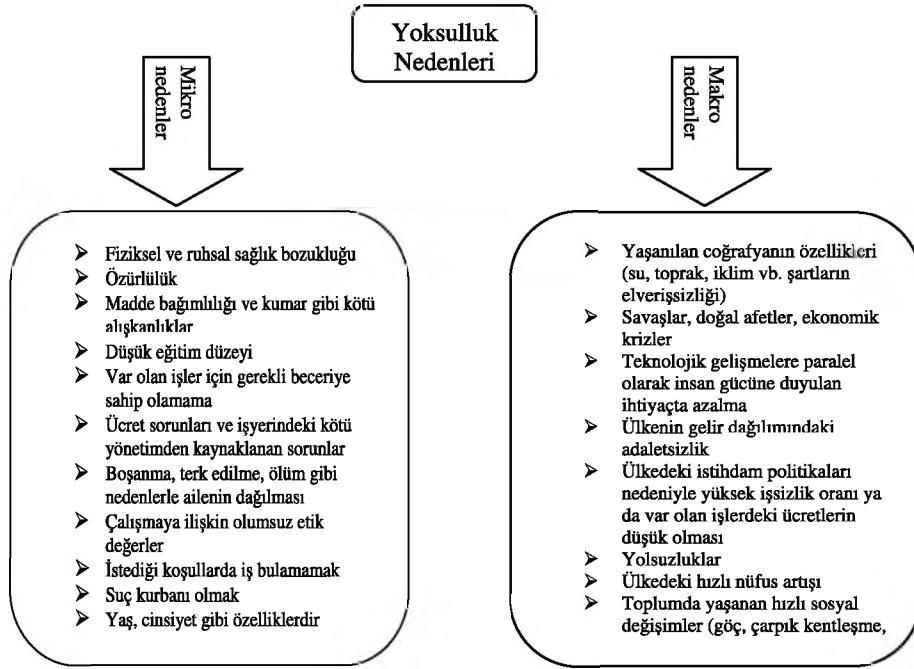 Yoksulluk
Nedenleri
Mikro
nedenler
Makro
nedenler
➢ Fiziksel ve ruhsal sağlık bozukluğu
➢ Özürlülük
➢ Madde bağımlılığı ve kumar gibi kötü
alışkanlıklar
➢ Düşük eğitim düzeyi
➢ Var olan işler için gerekli beceriye
sahip olamama
➢ Ücret sorunları ve işyerindeki kötü
yönetimden kaynaklanan sorunlar
➢ Boşanma, terk edilme, ölüm gibi
nedenlerle ailenin dağılması
➢ Çalışmaya ilişkin olumsuz etik
değerler
➢ İstediği koşullarda iş bulamamak
➢ Suç kurbanı olmak
➢ Yaş, cinsiyet gibi özelliklerdir
➢ Yaşanılan coğrafyanın özellikleri
(su, toprak, iklim vb. şartların
elverişsizliği)
➢ Savaşlar, doğal afetler, ekonomik
krizler
➢ Teknolojik gelişmelere paralel
olarak insan gücüne duyulan
ihtiyaçta azalma
➢ Ülkenin gelir dağılımındaki
adaletsizlik
➢ Ülkedeki istihdam politikaları
nedeniyle yüksek işsizlik oranı ya
da var olan işlerdeki ücretlerin
düşük olması
➢ Yolsuzluklar
➢ Ülkedeki hızlı nüfus artışı
➢ Toplumda yaşanan hızlı sosyal
değişimler (göç, çarpık kentleşme,